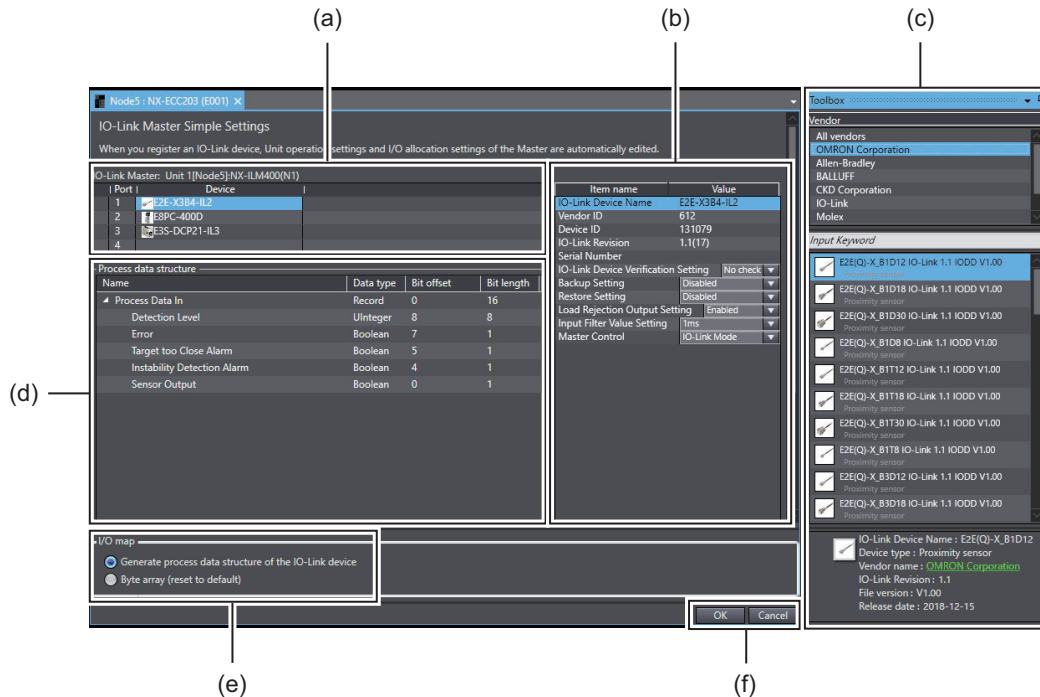 (a)
(b)
(c)
Node5 : NX-ECC203 (E001) ×
IO-Link Master Simple Settings
When you register an IO-Link device, Unit operation settings and I/O allocation settings of the Master are automatically edited.
IO-Link Master: Unit 1[Node5]:NX-ILM400(N1)
Port Device
1 E2E-X3B4-IL2
2 E8PC-400D
3 E3S-DCP21-IL3
4
Item name Value
IO-Link Device Name E2E-X3B4-IL2
Vendor ID 612
Device ID 131079
IO-Link Revision 1.1(17)
Serial Number
IO-Link Device Verification Setting No check
Backup Setting Disabled
Restore Setting Disabled
Load Rejection Output Setting Enabled
Input Filter Value Setting 1ms
Master Control IO-Link Mode
Toolbox
Vendor
All vendors
OMRON Corporation
Allen-Bradley
BALLUFF
CKD Corporation
IO-Link
Molex
Input Keyword
E2E(Q)-X_B1D12 IO-Link 1.1 IODD V1.00
Proximity sensor
E2E(Q)-X_B1D18 IO-Link 1.1 IODD V1.00
Proximity sensor
E2E(Q)-X_B1D30 IO-Link 1.1 IODD V1.00
Proximity sensor
E2E(Q)-X_B1D8 IO-Link 1.1 IODD V1.00
Proximity sensor
E2E(Q)-X_B1T12 IO-Link 1.1 IODD V1.00
Proximity sensor
E2E(Q)-X_B1T18 IO-Link 1.1 IODD V1.00
Proximity sensor
E2E(Q)-X_B1T30 IO-Link 1.1 IODD V1.00
Proximity sensor
E2E(Q)-X_B1T8 IO-Link 1.1 IODD V1.00
Proximity sensor
E2E(Q)-X_B3D12 IO-Link 1.1 IODD V1.00
Proximity sensor
E2E(Q)-X_B3D18 IO-Link 1.1 IODD V1.00
Proximity sensor
IO-Link Device Name : E2E(Q)-X_B1D12
Device type : Proximity sensor
Vendor name : OMRON Corporation
IO-Link Revision : 1.1
File version : V1.00
Release date : 2018-12-15
(d)
Process data structure
Name Data type Bit offset Bit length
Process Data In Record 0 16
Detection Level UInteger 8 8
Error Boolean 7 1
Target too Close Alarm Boolean 5 1
Instability Detection Alarm Boolean 4 1
Sensor Output Boolean 0 1
I/O map
Generate process data structure of the IO-Link device
Byte array (reset to default)
OK Cancel
(e)
(f)